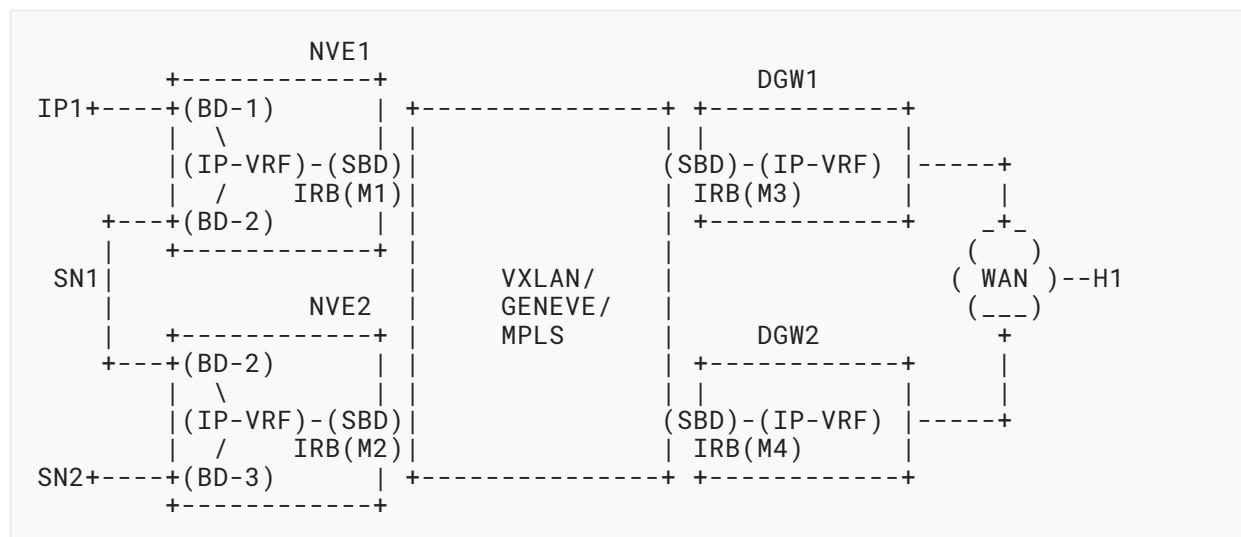 NVE1
           +------------+                             DGW1
IP1+----+(BD-1)       | +---------------+ +------------+
         |  \         | |               | |            |
         |(IP-VRF)-(SBD)|               (SBD)-(IP-VRF) |-----+
         |  /    IRB(M1)|               | IRB(M3)      |     |
     +---+(BD-2)      | |               | +------------+    _+_
     |   +------------+ |               |                  (   )
  SN1|                  |     VXLAN/    |                 ( WAN )--H1
     |             NVE2 |     GENEVE/   |                  (___)
     |   +------------+ |     MPLS      |     DGW2          +
     +---+(BD-2)      | |               | +------------+     |
         |  \         | |               | |            |     |
         |(IP-VRF)-(SBD)|               (SBD)-(IP-VRF) |-----+
         |  /    IRB(M2)|               | IRB(M4)      |
SN2+----+(BD-3)       | +---------------+ +------------+
         +------------+